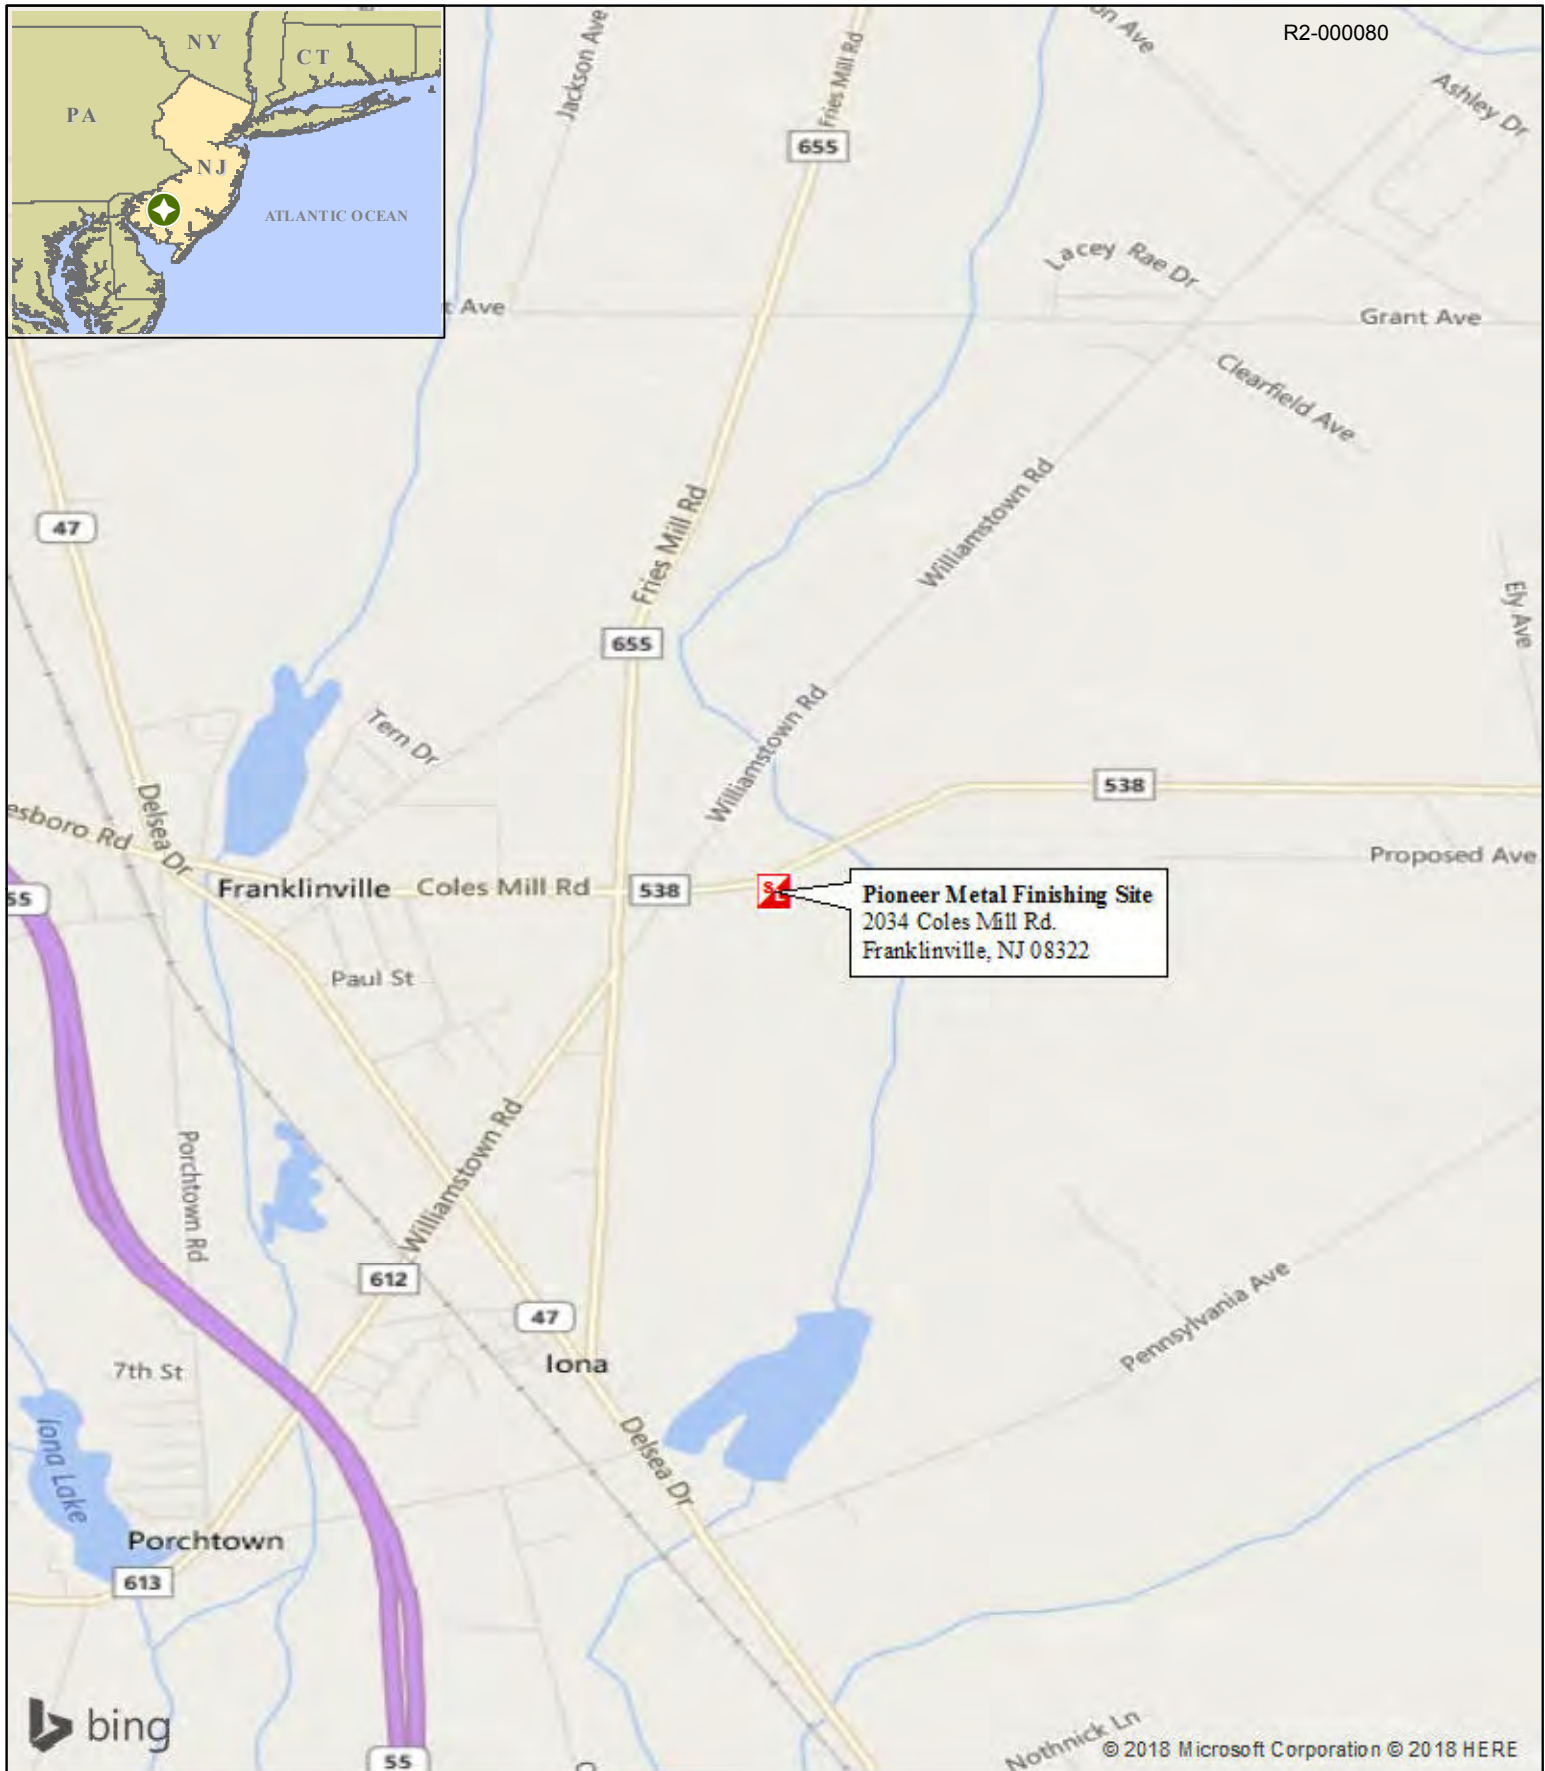 R2-000080
NY
CT
PA
NJ
ATLANTIC OCEAN
Jackson Ave
Fries Mill Rd
on Ave
Ashley Dr
655
Lacey Rae Dr
t Ave
Grant Ave
Clearfield Ave
47
Fries Mill Rd
Williamstown Rd
Ely Ave
655
Tern Dr
Williamstown Rd
538
Delsea Dr
esboro Rd
Proposed Ave
55
Franklinville
Coles Mill Rd
538
S
L
Pioneer Metal Finishing Site
2034 Coles Mill Rd.
Franklinville, NJ 08322
Paul St
Porchtown Rd
Williamstown Rd
612
47
Iona
Pennsylvania Ave
7th St
Iona Lake
Delsea Dr
Porchtown
613
bing
55
Nothnick Ln
© 2018 Microsoft Corporation © 2018 HERE